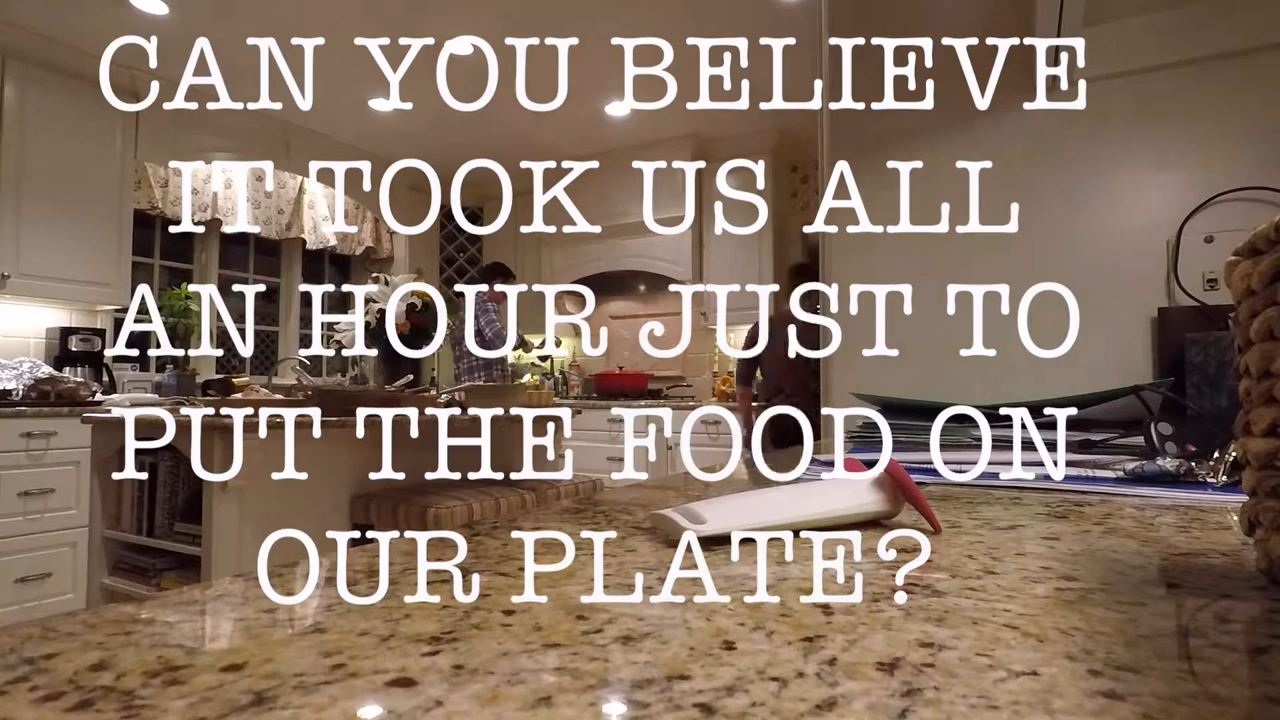 CAN YOU BELIEVE
IT TOOK US ALL
AN HOUR JUST TO
PUT THE FOOD ON
OUR PLATE?